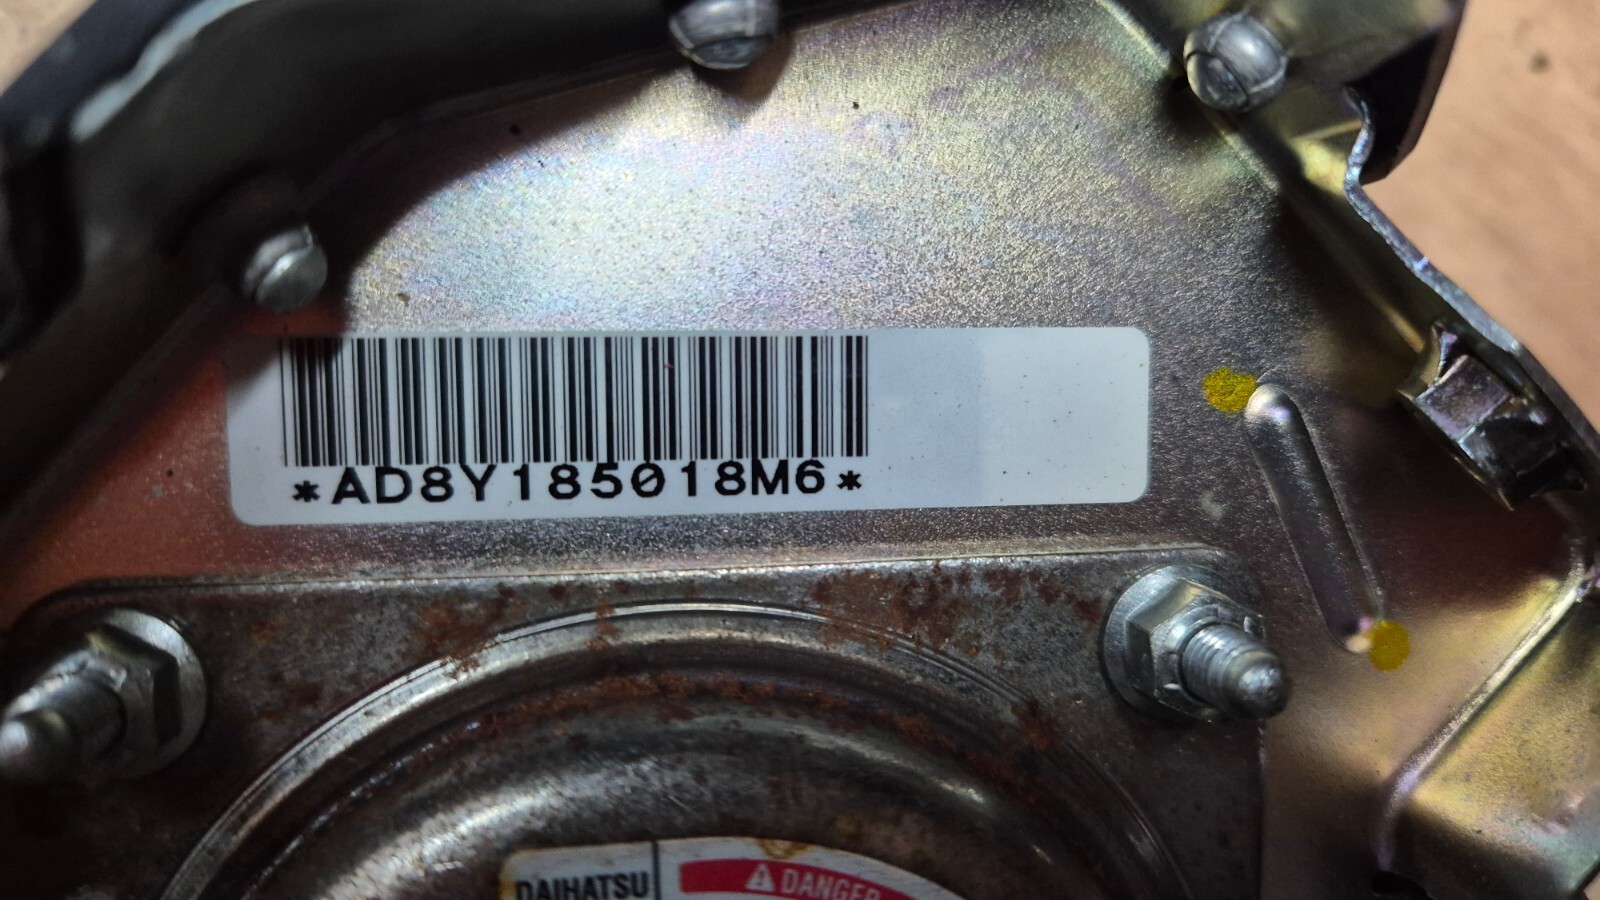 *AD8Y185018M6*
DAIHATSU
⚠ DANGER